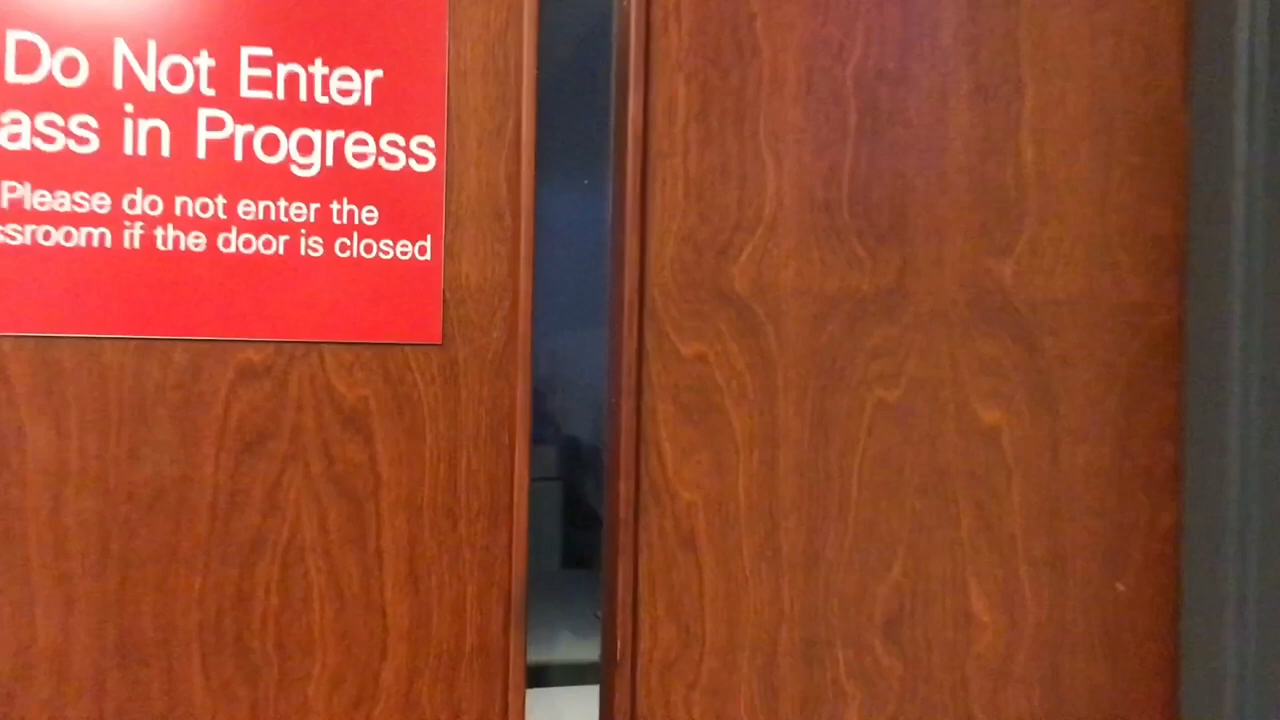 Do Not Enter
ass in Progress
Please do not enter the
ssroom if the door is closed